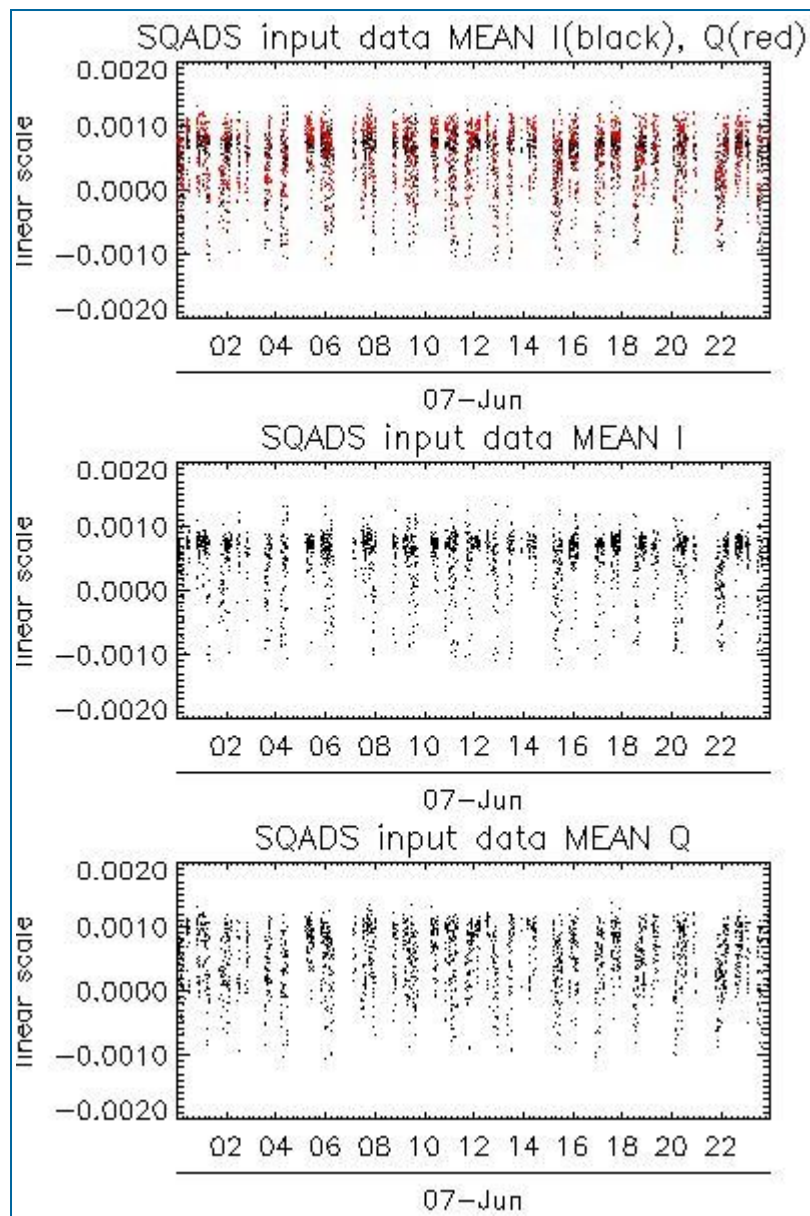 SQADS input data MEAN I(black), Q(red)
linear scale
0.0020
0.0010
0.0000
−0.0010
−0.0020
02 04 06 08 10 12 14 16 18 20 22
07-Jun
SQADS input data MEAN I
linear scale
0.0020
0.0010
0.0000
−0.0010
−0.0020
02 04 06 08 10 12 14 16 18 20 22
07-Jun
SQADS input data MEAN Q
linear scale
0.0020
0.0010
0.0000
−0.0010
−0.0020
02 04 06 08 10 12 14 16 18 20 22
07-Jun